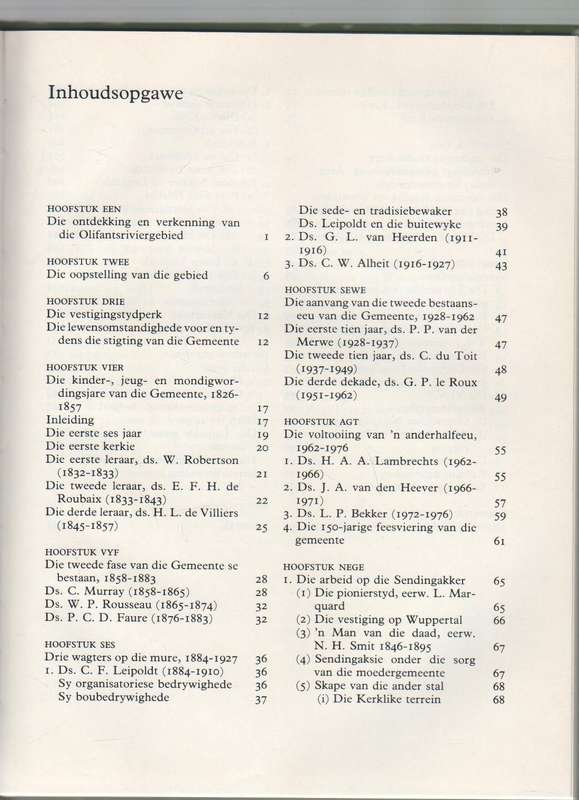 Inhoudsopgawe
HOOFSTUK EEN
Die ontdekking en verkenning van
die Olifantsriviergebied 1
HOOFSTUK TWEE
Die oopstelling van die gebied 6
HOOFSTUK DRIE
Die vestigingstydperk 12
Die lewensomstandighede voor en ty-
dens die stigting van die Gemeente 12
HOOFSTUK VIER
Die kinder-, jeug- en mondigwor-
dingsjare van die Gemeente, 1826-
1857 17
Inleiding 17
Die eerste ses jaar 19
Die eerste kerkie 20
Die eerste leraar, ds. W. Robertson
(1832-1833) 21
Die tweede leraar, ds. E. F. H. de
Roubaix (1833-1843) 22
Die derde leraar, ds. H. L. de Villiers
(1845-1857) 25
HOOFSTUK VYF
Die tweede fase van die Gemeente se
bestaan, 1858-1883 28
Ds. C. Murray (1858-1865) 28
Ds. W. P. Rousseau (1865-1874) 32
Ds. P. C. D. Faure (1876-1883) 32
HOOFSTUK SES
Drie wagters op die mure, 1884-1927 36
1. Ds. C. F. Leipoldt (1884-1910) 36
Sy organisatoriese bedrywighede 36
Sy boubedrywighede 37
Die sede- en tradisiebewaker 38
Ds. Leipoldt en die buitewyke 39
2. Ds. G. L. van Heerden (1911-
1916) 41
3. Ds. C. W. Alheit (1916-1927) 43
HOOFSTUK SEWE
Die aanvang van die tweede bestaans-
eeu van die Gemeente, 1928-1962 47
Die eerste tien jaar, ds. P. P. van der
Merwe (1928-1937) 47
Die tweede tien jaar, ds. C. du Toit
(1937-1949) 48
Die derde dekade, ds. G. P. le Roux
(1951-1962) 49
HOOFSTUK AGT
Die voltooiing van 'n anderhalfeeu,
1962-1976 55
1. Ds. H. A. A. Lambrechts (1962-
1966) 55
2. Ds. J. A. van den Heever (1966-
1971) 57
3. Ds. L. P. Bekker (1972-1976) 59
4. Die 150-jarige feesviering van die
gemeente 61
HOOFSTUK NEGE
1. Die arbeid op die Sendingakker 65
(1) Die pionierstyd, eerw. L. Mar-
quard 65
(2) Die vestiging op Wuppertal 66
(3) 'n Man van die daad, eerw.
N. H. Smit 1846-1895 67
(4) Sendingaksie onder die sorg
van die moedergemeente 67
(5) Skape van die ander stal 68
(i) Die Kerklike terrein 68